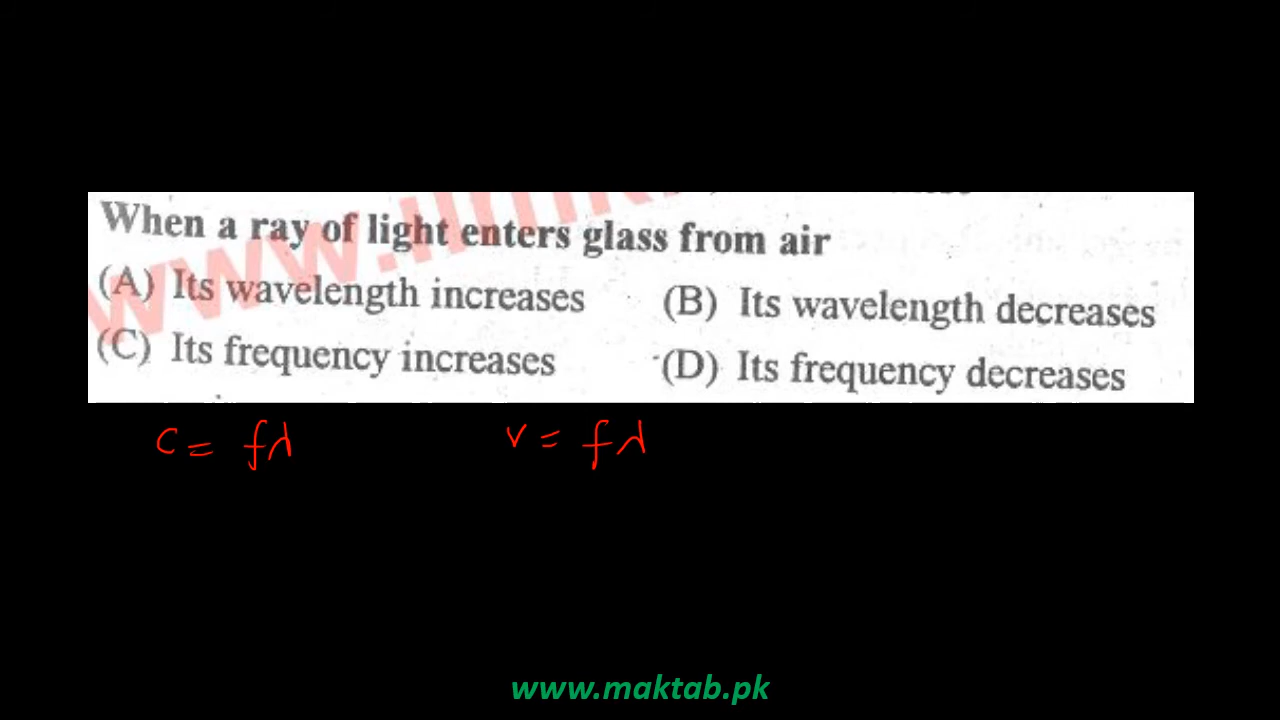 When a ray of light enters glass from air
(A) Its wavelength increases (B) Its wavelength decreases
(C) Its frequency increases (D) Its frequency decreases
c = fλ v = fλ
www.maktab.pk